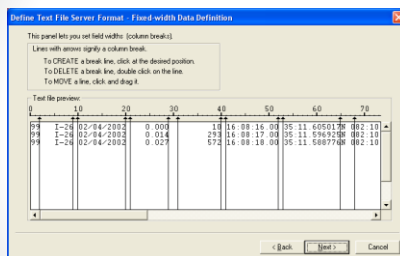 Define Text File Server Format - Fixed-width Data Definition
This panel lets you set field widths (column breaks).
Lines with arrows signify a column break.
To CREATE a break line, click at the desired position.
To DELETE a break line, double click on the line.
To MOVE a line, click and drag it.
Text file preview:
0 10 20 30 40 50 60 70
99 I-26 02/04/2002 0.000 10 16:08:16.00 35:11.605017N 082:10
99 I-26 02/04/2002 0.014 293 16:08:17.00 35:11.596925N 082:10
99 I-26 02/04/2002 0.027 572 16:08:18.00 35:11.588776N 082:10
< Back Next > Cancel